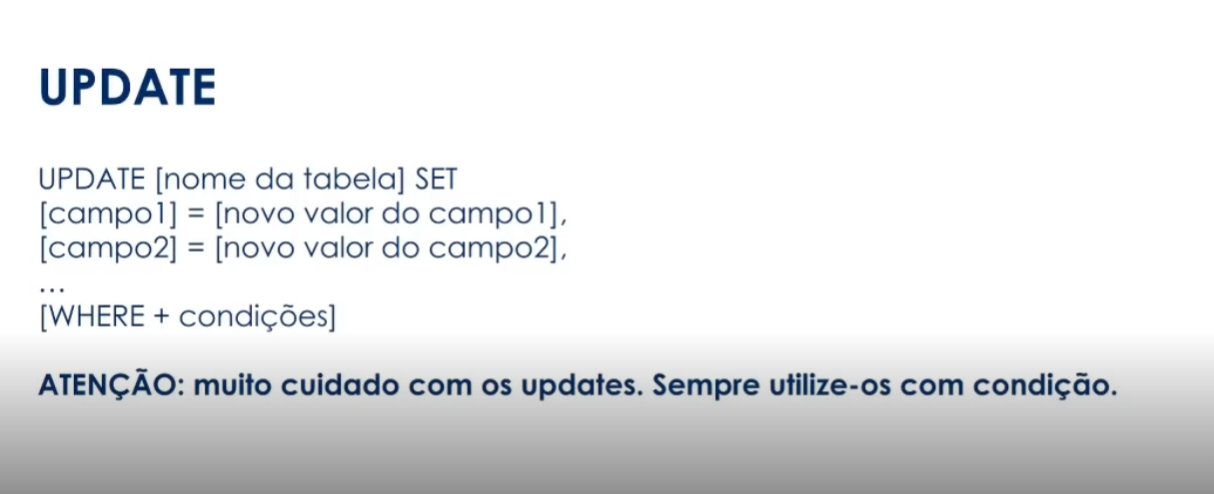 UPDATE
UPDATE [nome da tabela] SET
[campo1] = [novo valor do campo1],
[campo2] = [novo valor do campo2],
...
[WHERE + condições]
ATENÇÃO: muito cuidado com os updates. Sempre utilize-os com condição.